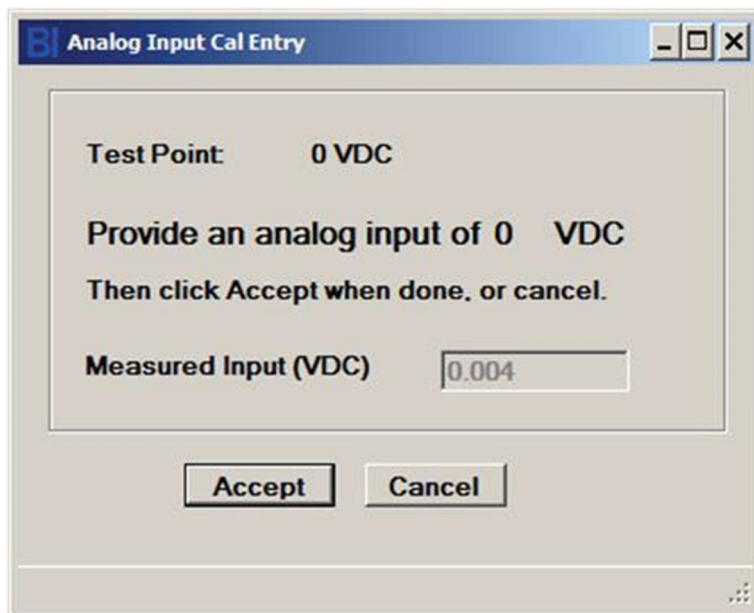 BI Analog Input Cal Entry
Test Point: 0 VDC
Provide an analog input of 0 VDC
Then click Accept when done, or cancel.
Measured Input (VDC) 0.004
Accept Cancel